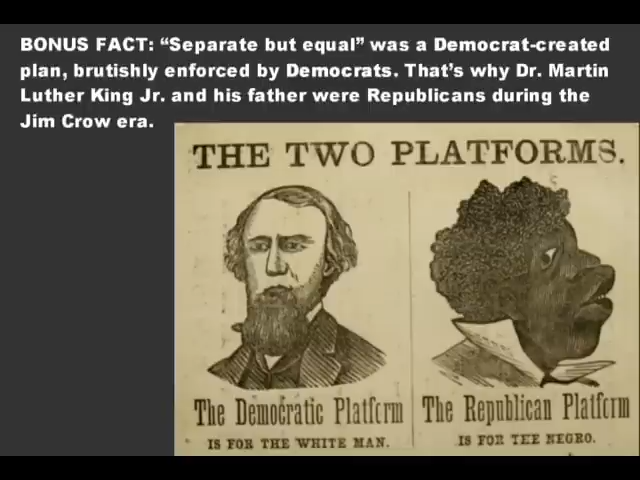 BONUS FACT: “Separate but equal” was a Democrat-created
plan, brutishly enforced by Democrats. That’s why Dr. Martin
Luther King Jr. and his father were Republicans during the
Jim Crow era.
THE TWO PLATFORMS.
The Democratic Platform
IS FOR THE WHITE MAN.
The Republican Platform
IS FOR THE NEGRO.